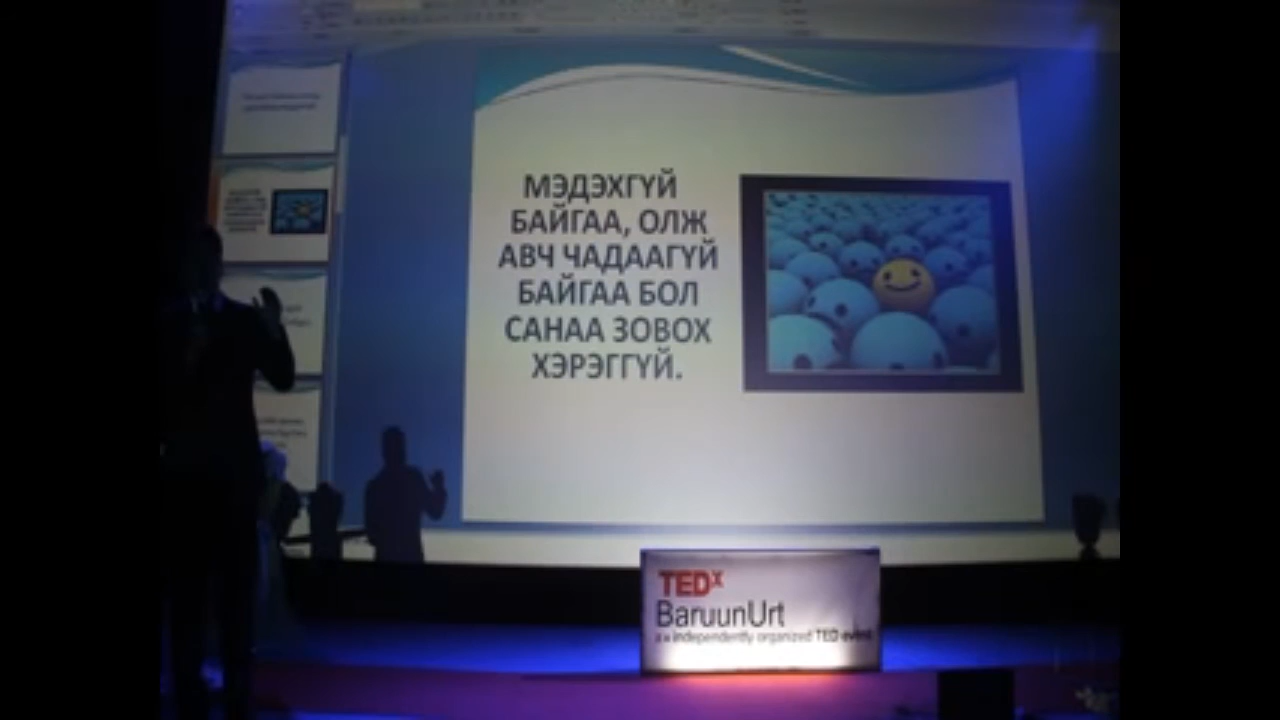 МЭДЭХГҮЙ
БАЙГАА, ОЛЖ
АВЧ ЧАДААГҮЙ
БАЙГАА БОЛ
САНАА ЗОВОХ
ХЭРЭГГҮЙ.
TEDx
BaruunUrt
independently organized TED event